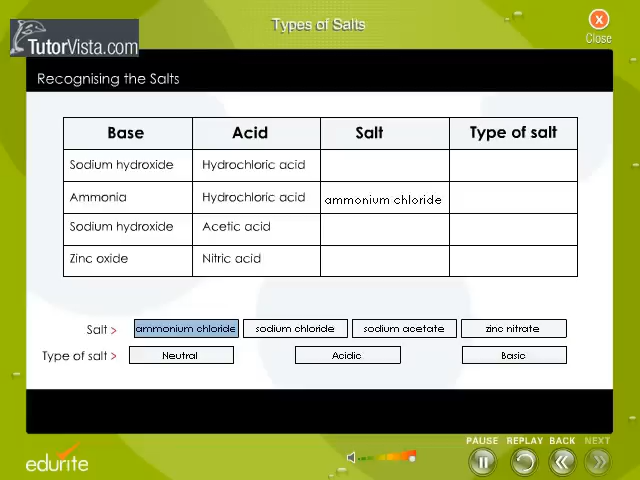 Types of Salts
Close
TutorVista.com
Recognising the Salts
Base Acid Salt Type of salt
Sodium hydroxide Hydrochloric acid
Ammonia Hydrochloric acid ammonium chloride
Sodium hydroxide Acetic acid
Zinc oxide Nitric acid
Salt > ammonium chloride sodium chloride sodium acetate zinc nitrate
Type of salt > Neutral Acidic Basic
PAUSE REPLAY BACK NEXT
edurite